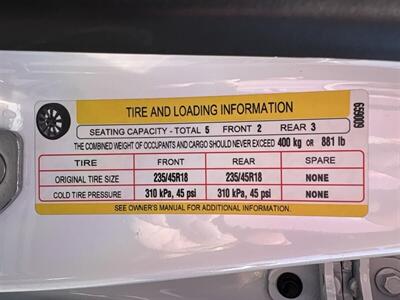 TIRE AND LOADING INFORMATION
SEATING CAPACITY - TOTAL 5 FRONT 2 REAR 3
THE COMBINED WEIGHT OF OCCUPANTS AND CARGO SHOULD NEVER EXCEED 400 kg OR 881 lb
TIRE FRONT REAR SPARE
ORIGINAL TIRE SIZE 235/45R18 235/45R18 NONE
COLD TIRE PRESSURE 310 kPa, 45 psi 310 kPa, 45 psi NONE
SEE OWNER'S MANUAL FOR ADDITIONAL INFORMATION.